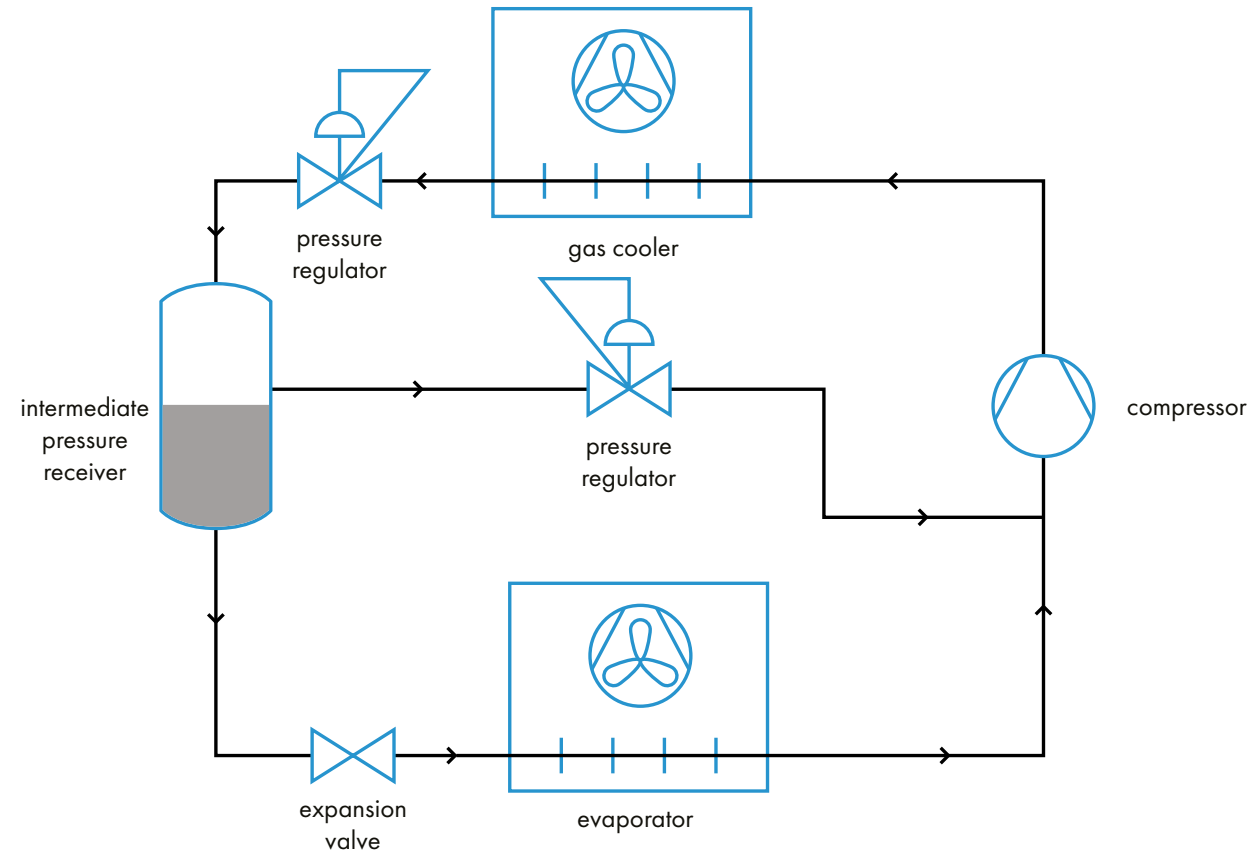 pressure
regulator
gas cooler
intermediate
pressure
receiver
pressure
regulator
compressor
expansion
valve
evaporator